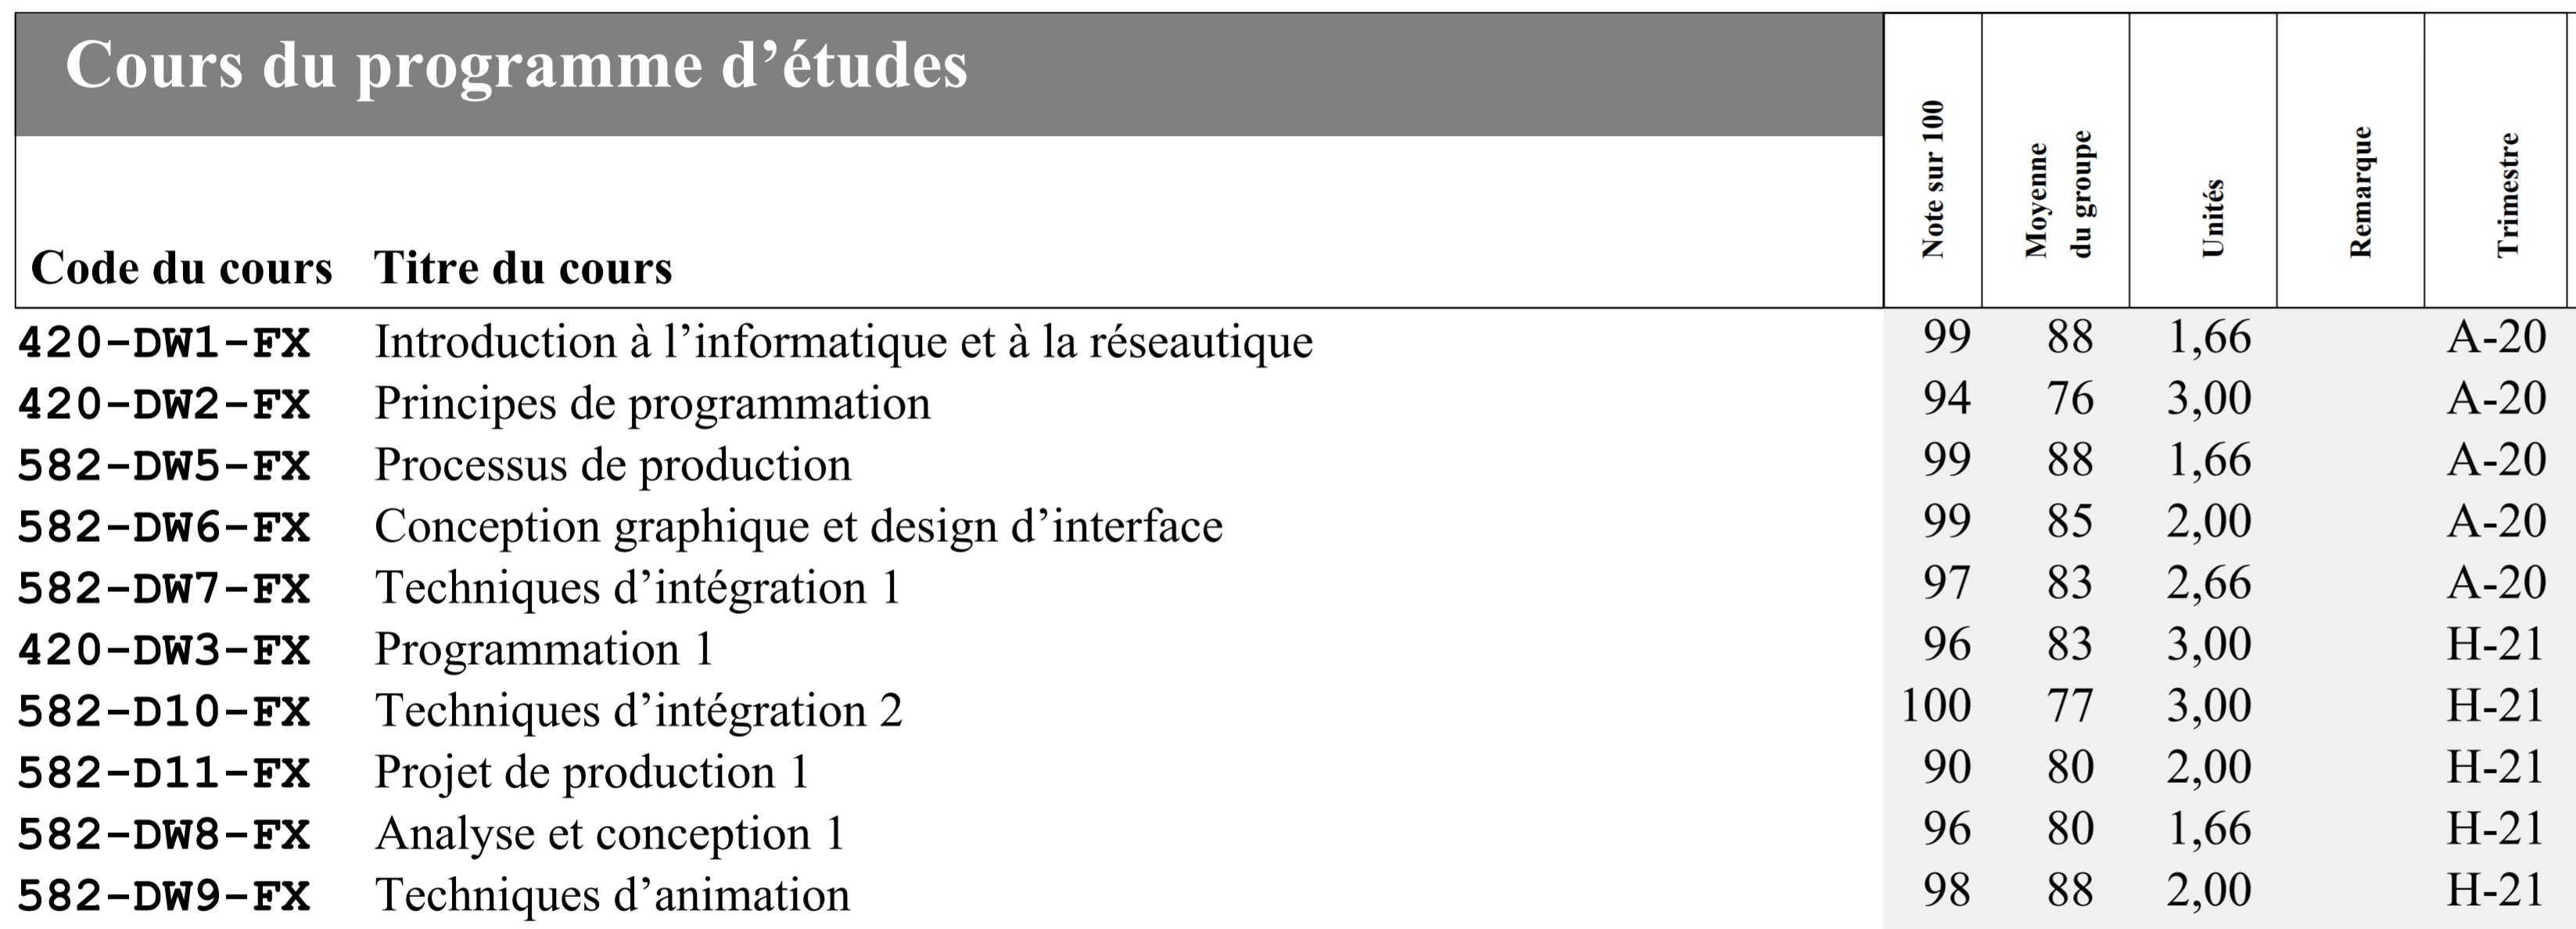 Cours du programme d’études
Code du cours Titre du cours Note sur 100 Moyenne du groupe Unités Remarque Trimestre
420-DW1-FX Introduction à l’informatique et à la réseautique 99 88 1,66 A-20
420-DW2-FX Principes de programmation 94 76 3,00 A-20
582-DW5-FX Processus de production 99 88 1,66 A-20
582-DW6-FX Conception graphique et design d’interface 99 85 2,00 A-20
582-DW7-FX Techniques d’intégration 1 97 83 2,66 A-20
420-DW3-FX Programmation 1 96 83 3,00 H-21
582-D10-FX Techniques d’intégration 2 100 77 3,00 H-21
582-D11-FX Projet de production 1 90 80 2,00 H-21
582-DW8-FX Analyse et conception 1 96 80 1,66 H-21
582-DW9-FX Techniques d’animation 98 88 2,00 H-21